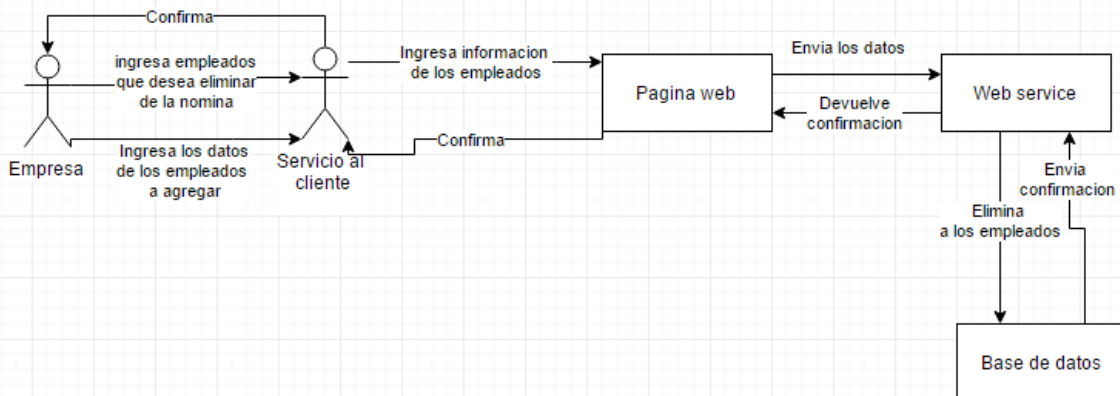 Confirma
ingresa empleados
que desea eliminar
de la nomina
Ingresa los datos
de los empleados
a agregar
Empresa
Servicio al
cliente
Ingresa informacion
de los empleados
Confirma
Pagina web
Envia los datos
Devuelve
confirmacion
Web service
Envia
confirmacion
Elimina
a los empleados
Base de datos